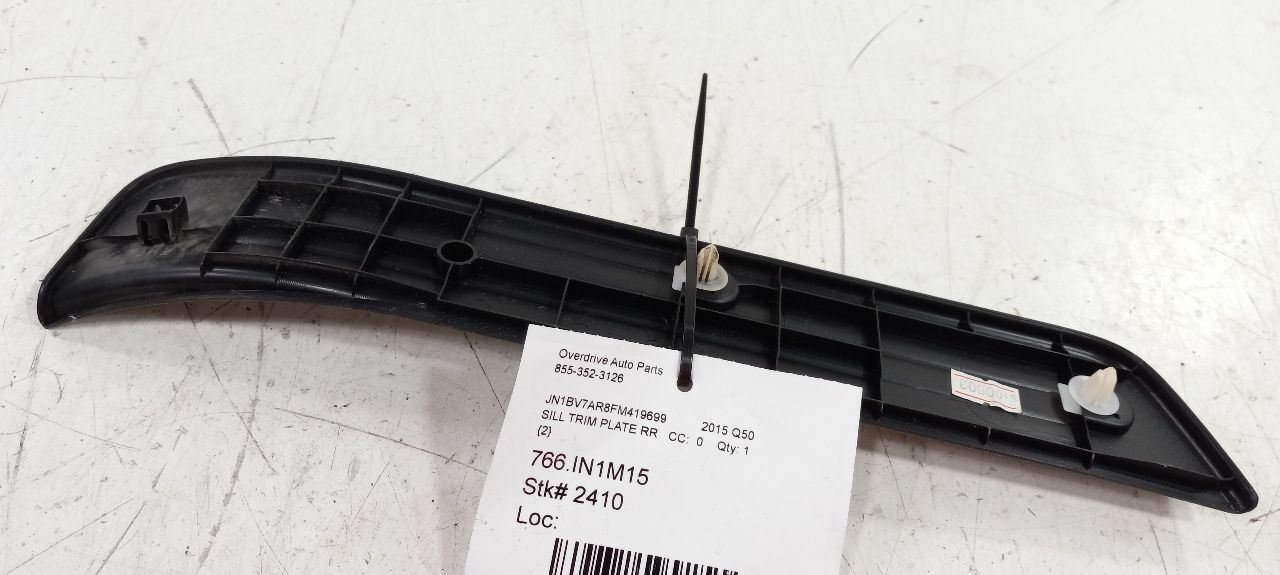 Overdrive Auto Parts
855-352-3126
JN1BV7AR8FM419699 2015 Q50
SILL TRIM PLATE RR CC: 0 Qty: 1
(2)
766.IN1M15
Stk# 2410
Loc: